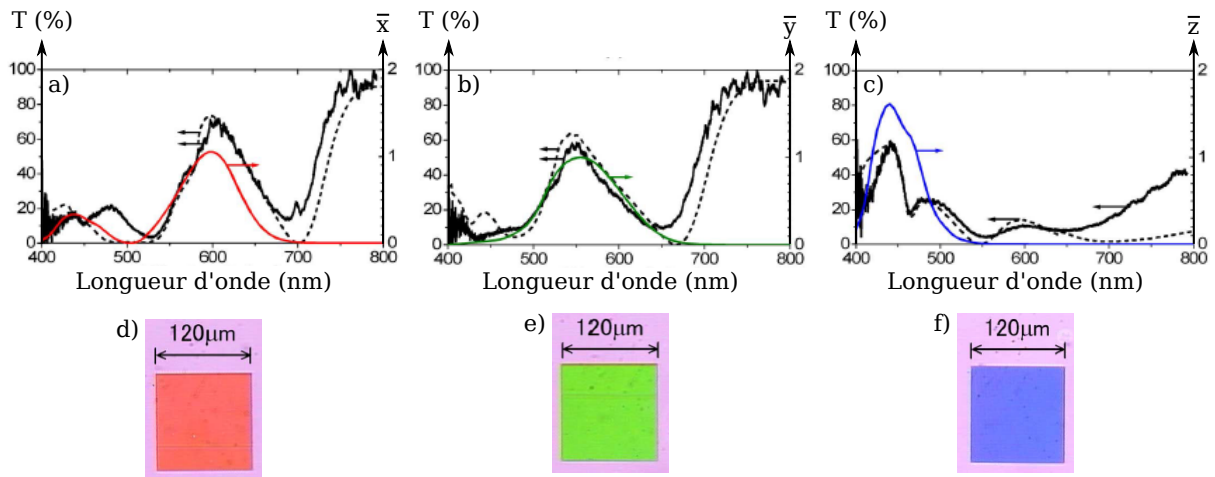 T (%) x̅ T (%) y̅ T (%) z̅
100 2 100 2 100 2
a) b) c)
80 80 80
60 60 60
1 1 1
40 40 40
20 20 20
0 0 0 0 0 0
400 500 600 700 800 400 500 600 700 800 400 500 600 700 800
Longueur d'onde (nm) Longueur d'onde (nm) Longueur d'onde (nm)
d) e) f)
120μm 120μm 120μm